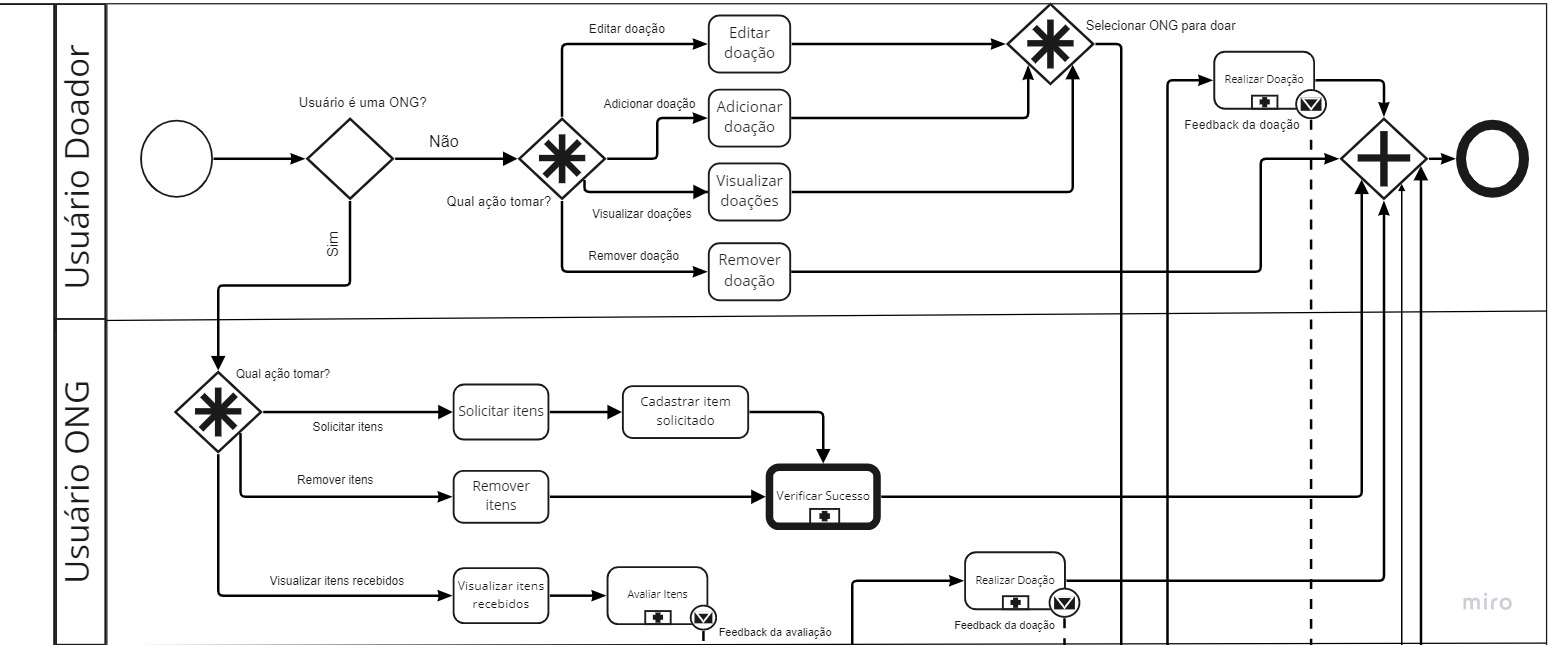 Usuário Doador
Usuário é uma ONG?
Não
Sim
Qual ação tomar?
Editar doação
Adicionar doação
Visualizar doações
Remover doação
Editar
doação
Adicionar
doação
Visualizar
doações
Remover
doação
Selecionar ONG para doar
Realizar Doação
Feedback da doação
Usuário ONG
Qual ação tomar?
Solicitar itens
Solicitar itens
Cadastrar item
solicitado
Remover itens
Remover
itens
Verificar Sucesso
Visualizar itens recebidos
Visualizar itens
recebidos
Avaliar Itens
Feedback da avaliação
Realizar Doação
Feedback da doação
miro